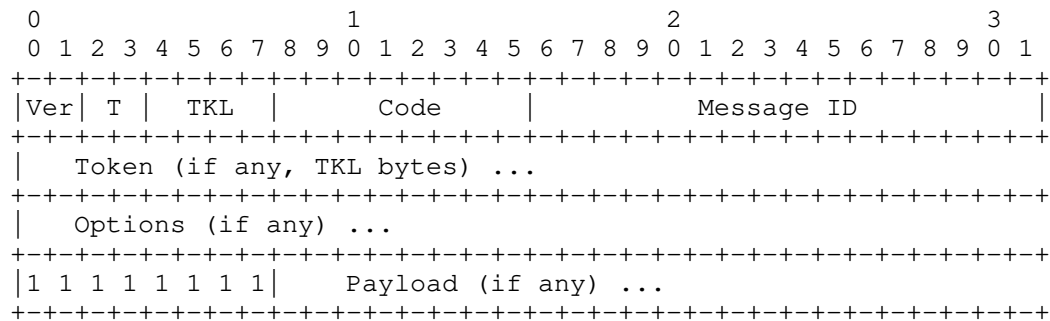 0                   1                   2                   3
 0 1 2 3 4 5 6 7 8 9 0 1 2 3 4 5 6 7 8 9 0 1 2 3 4 5 6 7 8 9 0 1
+-+-+-+-+-+-+-+-+-+-+-+-+-+-+-+-+-+-+-+-+-+-+-+-+-+-+-+-+-+-+-+-+
|Ver| T |  TKL  |      Code     |          Message ID           |
+-+-+-+-+-+-+-+-+-+-+-+-+-+-+-+-+-+-+-+-+-+-+-+-+-+-+-+-+-+-+-+-+
|   Token (if any, TKL bytes) ...
+-+-+-+-+-+-+-+-+-+-+-+-+-+-+-+-+-+-+-+-+-+-+-+-+-+-+-+-+-+-+-+-+
|   Options (if any) ...
+-+-+-+-+-+-+-+-+-+-+-+-+-+-+-+-+-+-+-+-+-+-+-+-+-+-+-+-+-+-+-+-+
|1 1 1 1 1 1 1 1|    Payload (if any) ...
+-+-+-+-+-+-+-+-+-+-+-+-+-+-+-+-+-+-+-+-+-+-+-+-+-+-+-+-+-+-+-+-+